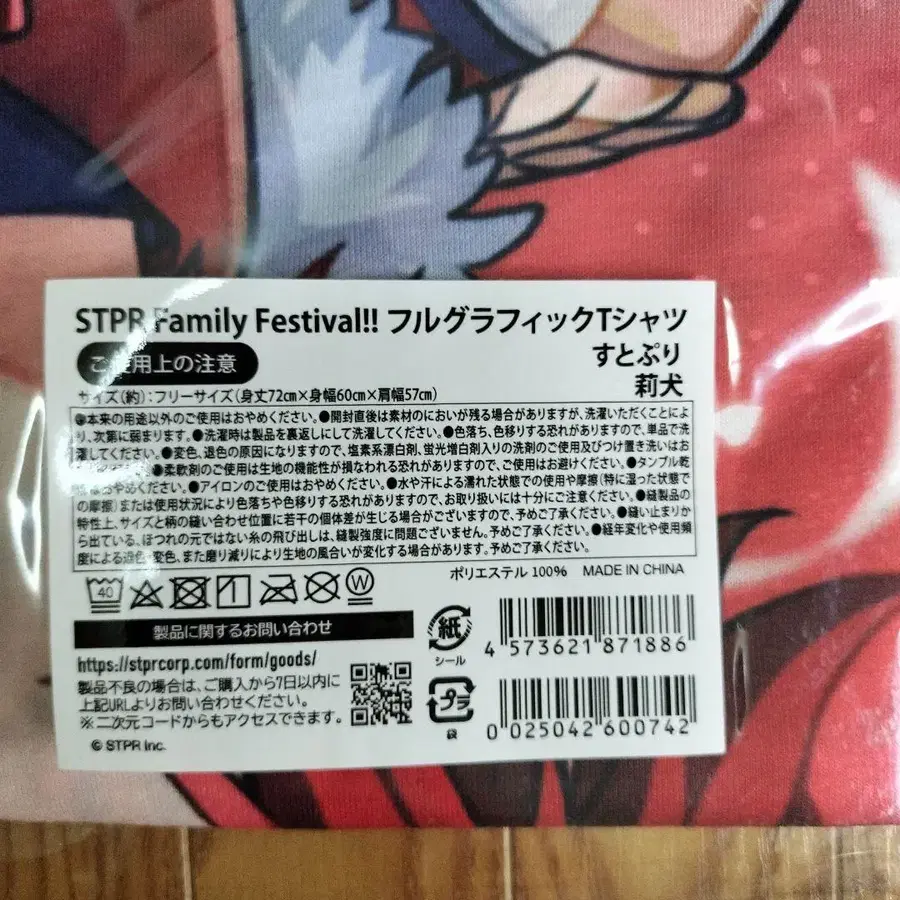 STPR Family Festival!! フルグラフィックTシャツ
すとぷり
莉犬
ご使用上の注意
サイズ(約):フリーサイズ(身丈72cm×身幅60cm×肩幅57cm)
●本来の用途以外のご使用はおやめください。●開封直後は素材のにおいが残る場合がありますが、洗濯いただくことによ
り、次第に弱まります。●洗濯時は製品を裏返しにして洗濯してください。●色落ち、色移りする恐れがありますので、単品で洗
濯してください。●変色、退色の原因になりますので、塩素系漂白剤、蛍光増白剤入りの洗剤のご使用及びつけ置き洗いはお
●柔軟剤のご使用は生地の機能性が損なわれる恐れがありますので、ご使用はお避けください。●タンブル乾
燥はおやめください。●アイロンのご使用はおやめください。●水や汗による濡れた状態での使用や摩擦(特に湿った状態で
の摩擦)または使用状況により色落ちや色移りする恐れがありますので、お取り扱いには十分にご注意ください。●縫製品の
特性上、サイズと柄の縫い合わせ位置に若干の個体差が生じる場合がございますので、予めご了承ください。●縫い止まりか
ら出ている、ほつれの元ではない糸の飛び出しは、縫製強度に問題ございません。予めご了承ください。●経年変化や使用頻
度による退色、変色、また磨り減りにより生地の風合いが変化する場合があります。予めご了承ください。
ポリエステル 100% MADE IN CHINA
40
W
製品に関するお問い合わせ
https://stprcorp.com/form/goods/
製品不良の場合は、ご購入から7日以内に
上記URLよりお問い合わせください。
※二次元コードからもアクセスできます。
© STPR Inc.
紙
シール
プラ
袋
4 573621 871886
0 025042 600742